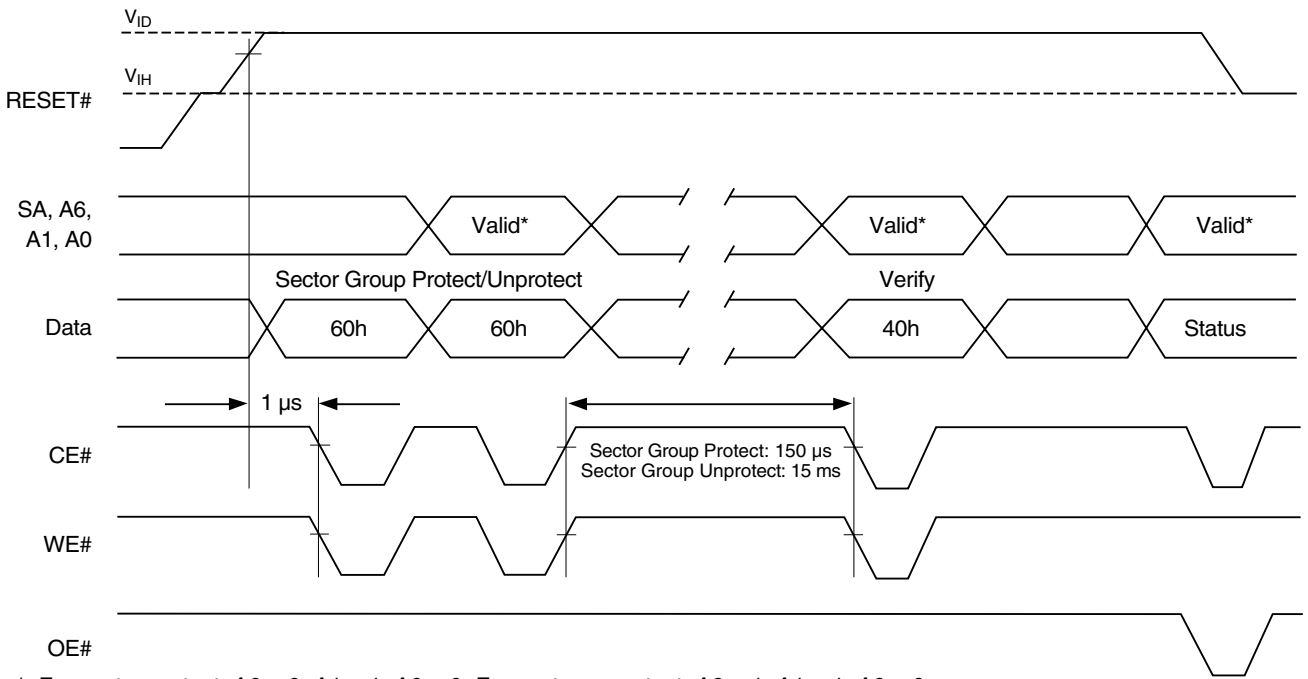 V_ID
V_IH
RESET#
SA, A6,
A1, A0
Valid*
Valid*
Valid*
Sector Group Protect/Unprotect
Verify
Data
60h
60h
40h
Status
1 µs
CE#
Sector Group Protect: 150 µs
Sector Group Unprotect: 15 ms
WE#
OE#